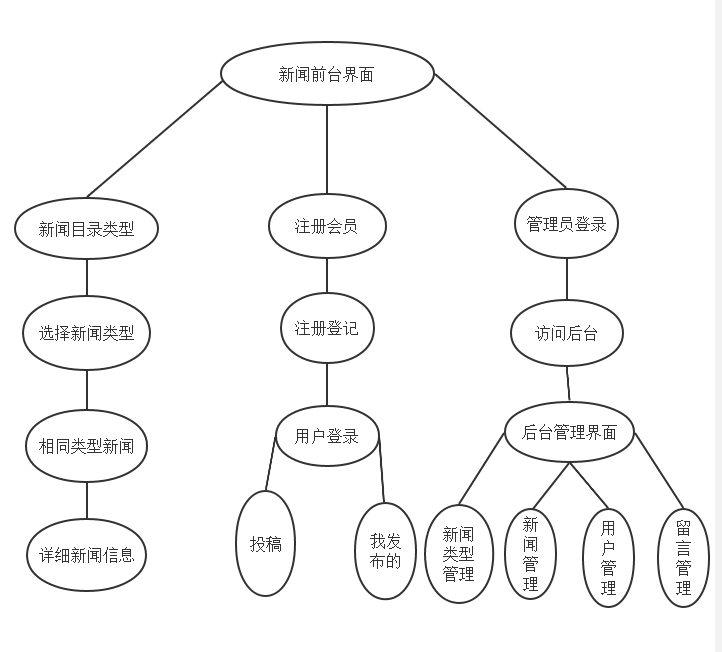 新闻前台界面
新闻目录类型
注册会员
管理员登录
选择新闻类型
注册登记
访问后台
相同类型新闻
用户登录
后台管理界面
详细新闻信息
投稿
我发
布的
新闻
类型
管理
新
闻
管
理
用
户
管
理
留
言
管
理